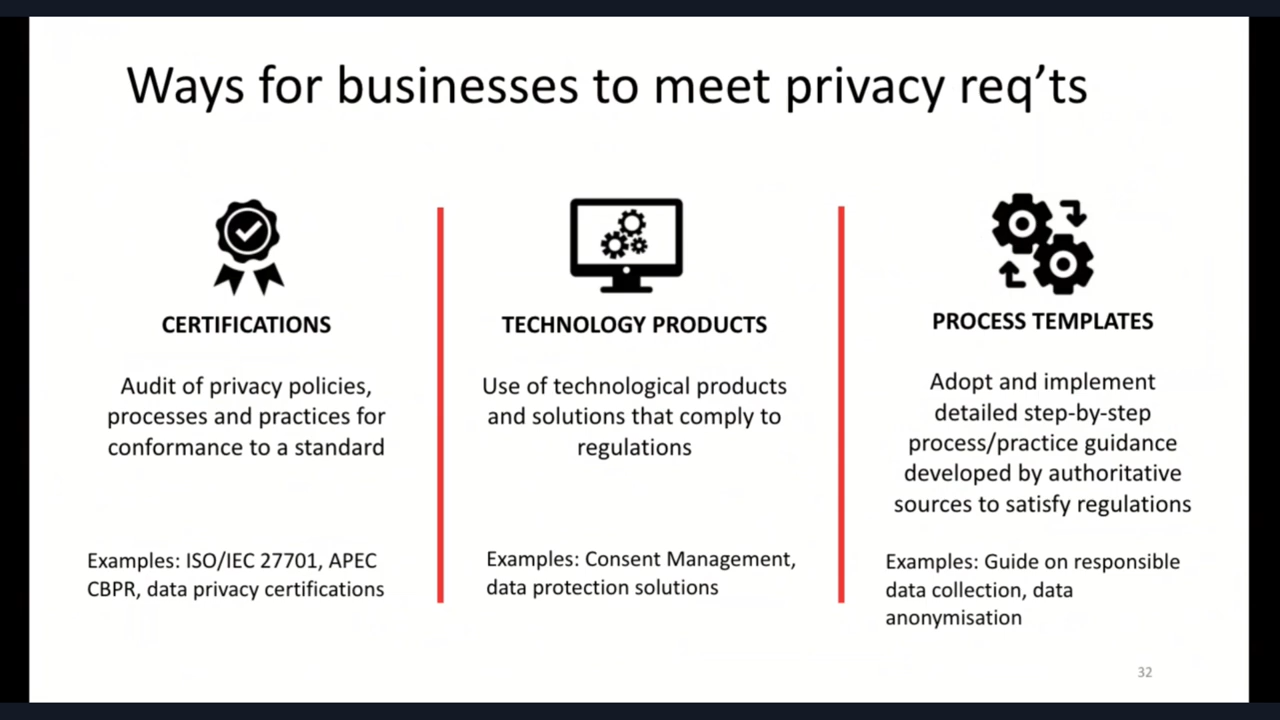 Ways for businesses to meet privacy req’ts
CERTIFICATIONS
Audit of privacy policies,
processes and practices for
conformance to a standard
Examples: ISO/IEC 27701, APEC
CBPR, data privacy certifications
TECHNOLOGY PRODUCTS
Use of technological products
and solutions that comply to
regulations
Examples: Consent Management,
data protection solutions
PROCESS TEMPLATES
Adopt and implement
detailed step-by-step
process/practice guidance
developed by authoritative
sources to satisfy regulations
Examples: Guide on responsible
data collection, data
anonymisation
32